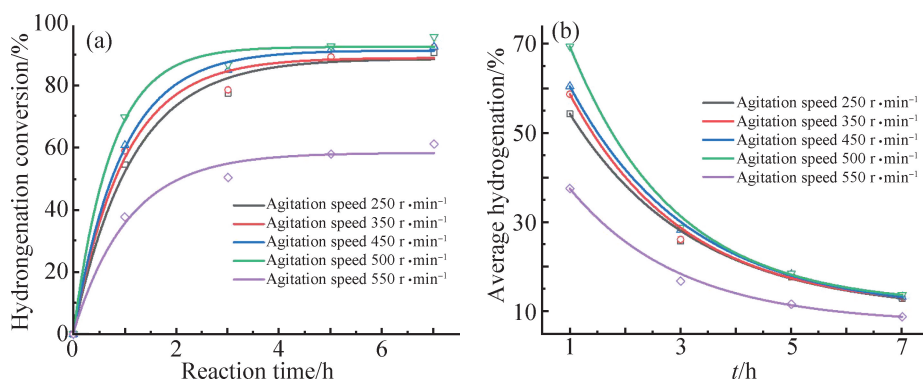 (a)
Hydrongenation conversion/%
100
80
60
40
20
0
0
2
4
6
Reaction time/h
Agitation speed 250 r·min⁻¹
Agitation speed 350 r·min⁻¹
Agitation speed 450 r·min⁻¹
Agitation speed 500 r·min⁻¹
Agitation speed 550 r·min⁻¹
(b)
Average hydrogenation/%
70
50
30
10
1
3
5
7
t/h
Agitation speed 250 r·min⁻¹
Agitation speed 350 r·min⁻¹
Agitation speed 450 r·min⁻¹
Agitation speed 500 r·min⁻¹
Agitation speed 550 r·min⁻¹